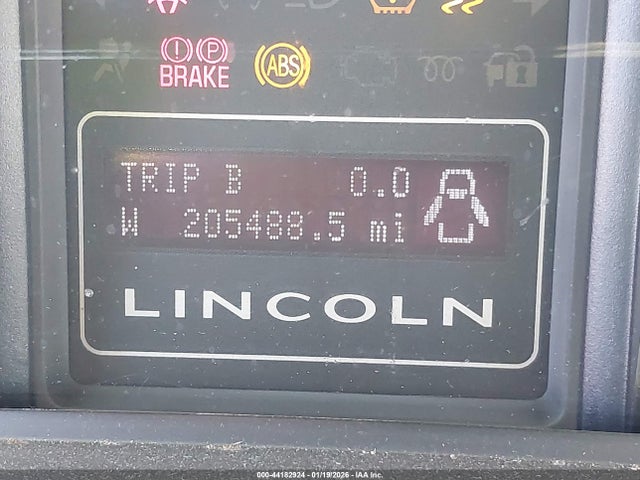 BRAKE
ABS
TRIP B 0.0
W 205488.5 mi
LINCOLN
000-44182924 - 01/19/2026 - IAA Inc.